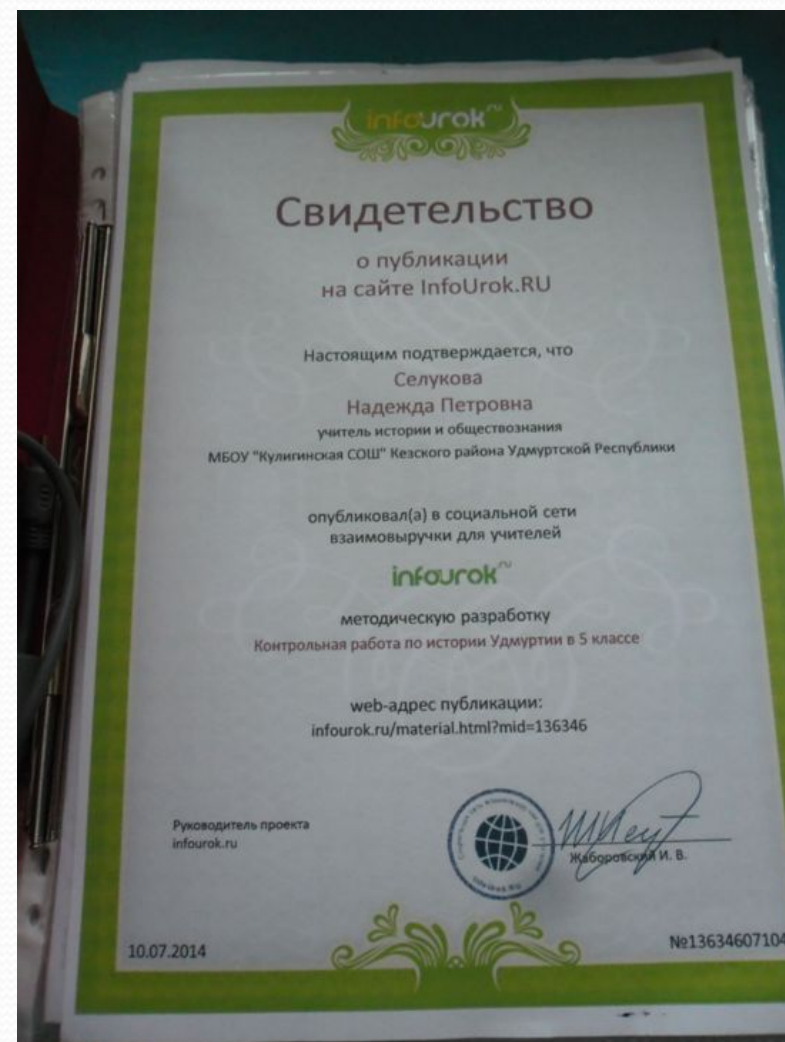 infourok.ru
Свидетельство
о публикации
на сайте InfoUrok.RU
Настоящим подтверждается, что
Селукова
Надежда Петровна
учитель истории и обществознания
МБОУ "Кулигинская СОШ" Кезского района Удмуртской Республики
опубликовал(а) в социальной сети
взаимовыручки для учителей
infourok.ru
методическую разработку
Контрольная работа по истории Удмуртии в 5 классе
web-адрес публикации:
infourok.ru/material.html?mid=136346
Руководитель проекта
infourok.ru
Жаборовский И. В.
10.07.2014
№13634607104